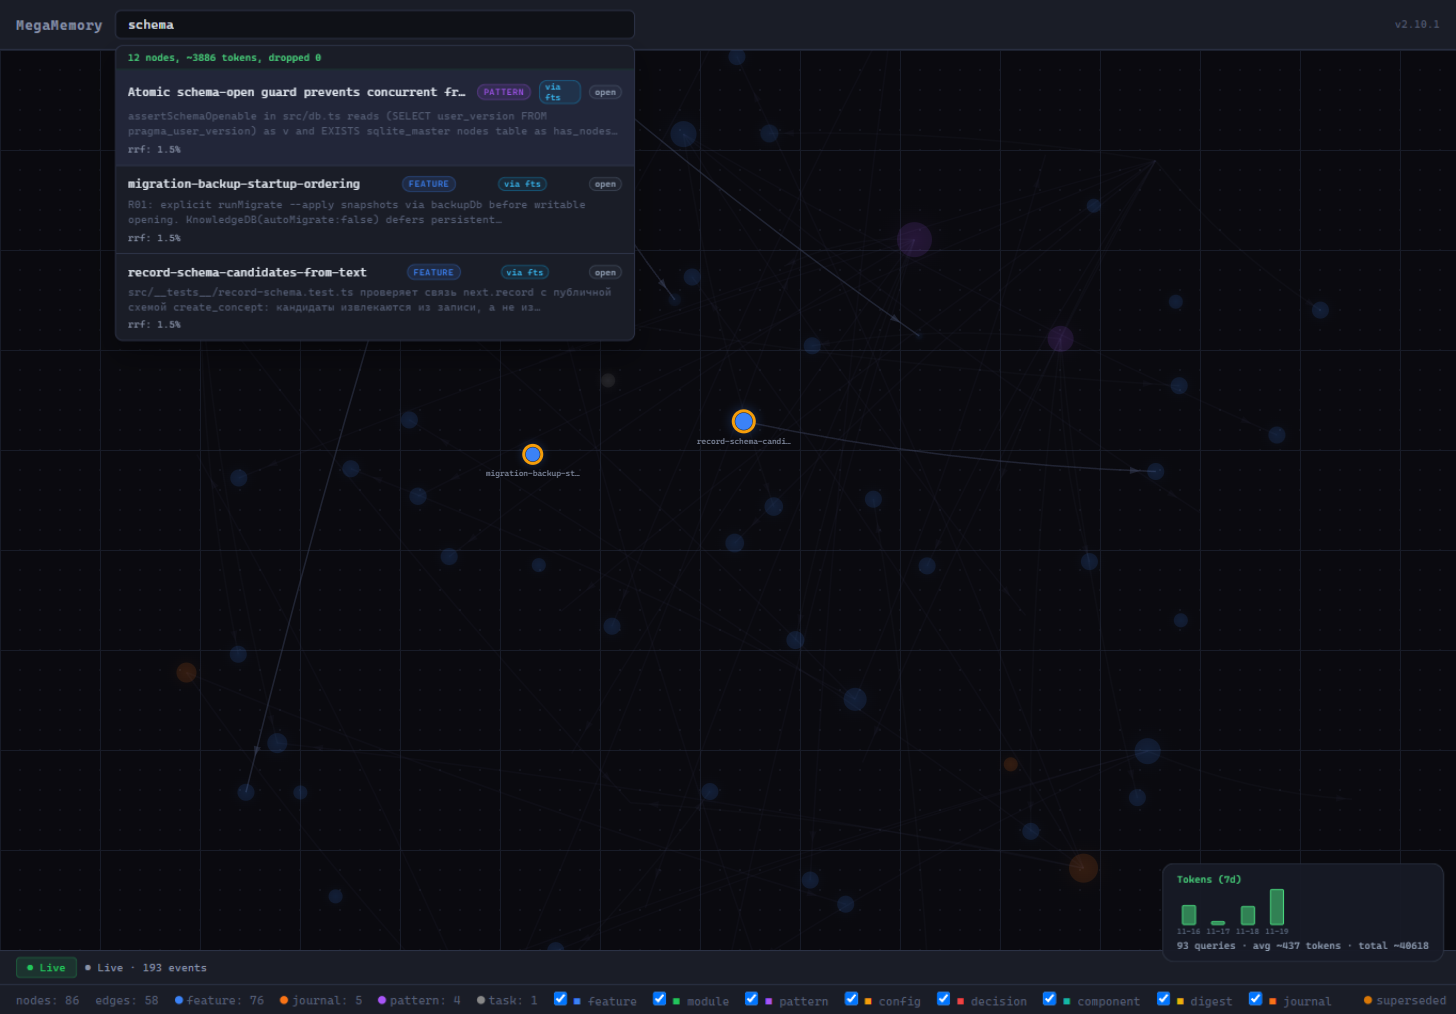 MegaMemory
schema
v2.10.1
12 nodes, ~3886 tokens, dropped 0
Atomic schema-open guard prevents concurrent fr… PATTERN via fts open
assertSchemaOpenable in src/db.ts reads (SELECT user_version FROM
pragma_user_version) as v and EXISTS sqlite_master nodes table as has_nodes…
rrf: 1.5%
migration-backup-startup-ordering FEATURE via fts open
R01: explicit runMigrate --apply snapshots via backupDb before writable
opening. KnowledgeDB(autoMigrate:false) defers persistent…
rrf: 1.5%
record-schema-candidates-from-text FEATURE via fts open
src/__tests__/record-schema.test.ts проверяет связь next.record с публичной
схемой create_concept: кандидаты извлекаются из записи, а не из…
rrf: 1.5%
record-schema-candi…
migration-backup-st…
Tokens (7d)
11-16 11-17 11-18 11-19
93 queries · avg ~437 tokens · total ~40618
Live Live · 193 events
nodes: 86 edges: 58 feature: 76 journal: 5 pattern: 4 task: 1 feature module pattern config decision component digest journal superseded